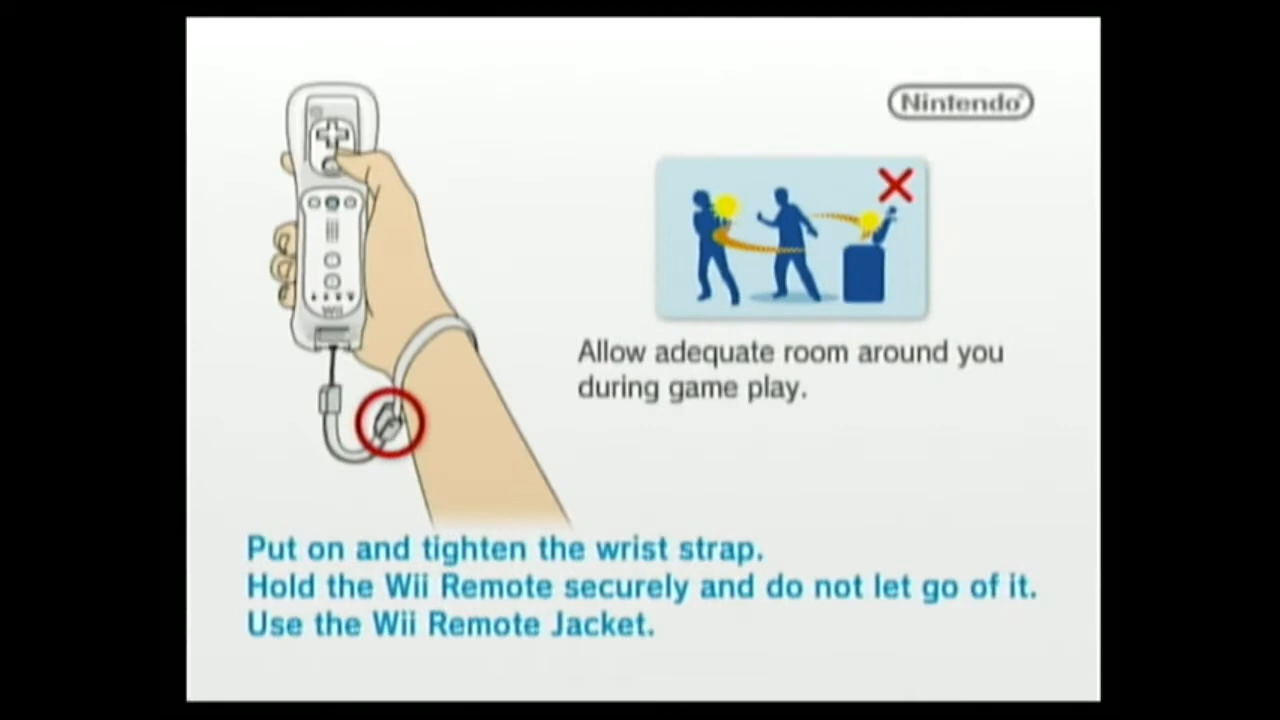 Nintendo
Wii
Allow adequate room around you
during game play.
Put on and tighten the wrist strap.
Hold the Wii Remote securely and do not let go of it.
Use the Wii Remote Jacket.